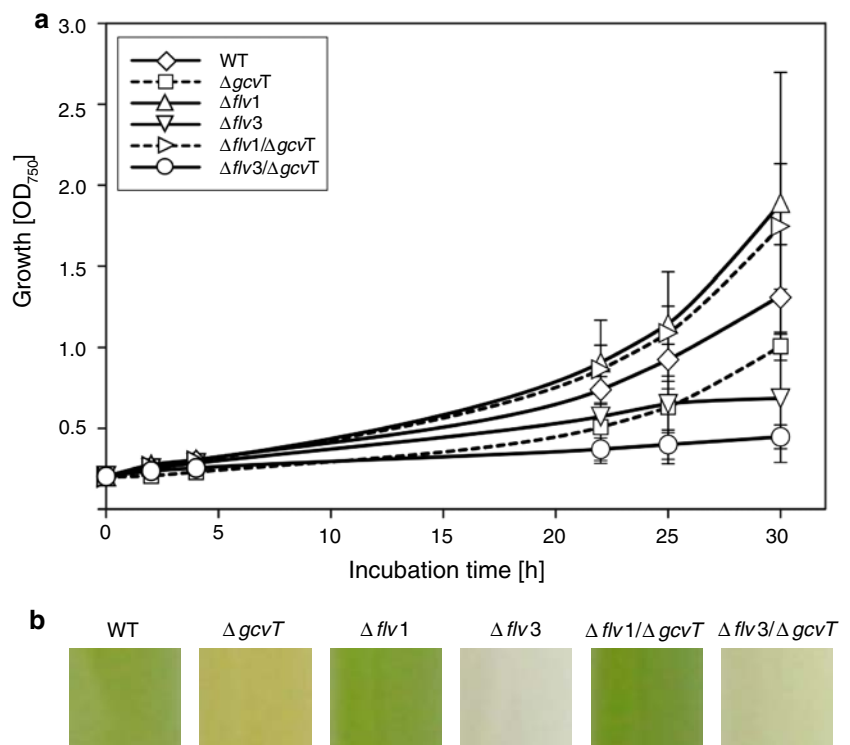 a
3.0
2.5
2.0
1.5
1.0
0.5
Growth [OD750]
WT
ΔgcvT
Δflv1
Δflv3
Δflv1/ΔgcvT
Δflv3/ΔgcvT
0 5 10 15 20 25 30
Incubation time [h]
b
WT ΔgcvT Δflv1 Δflv3 Δflv1/ΔgcvT Δflv3/ΔgcvT